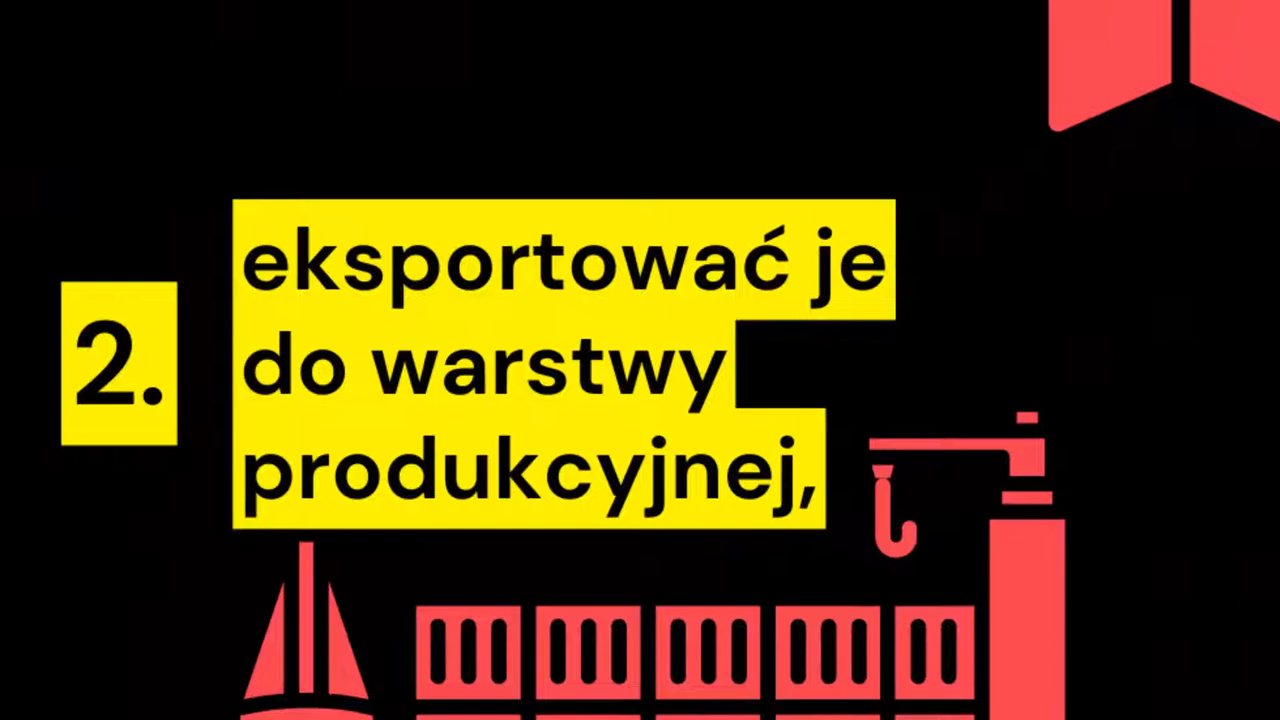 2.
eksportować je
do warstwy
produkcyjnej,